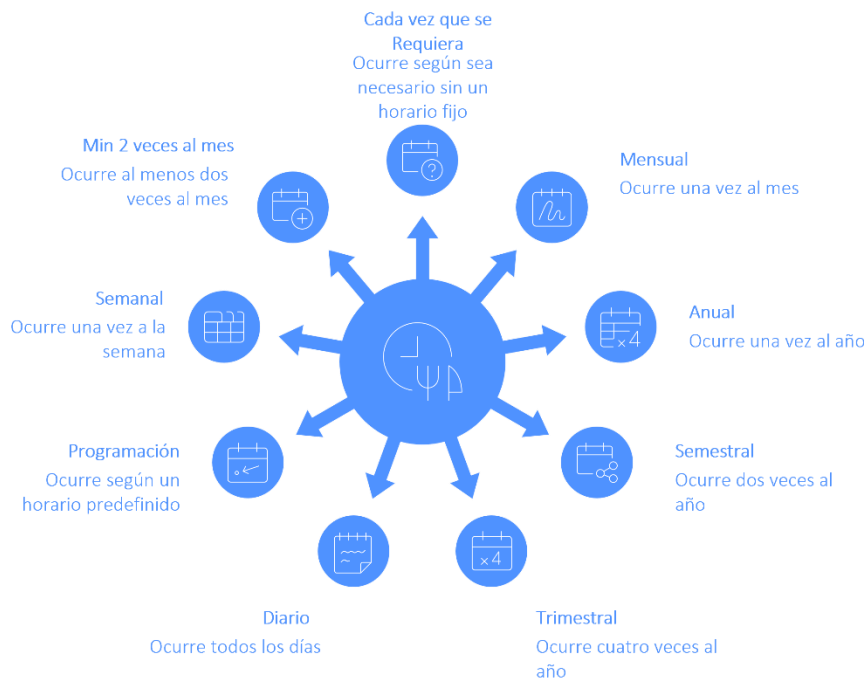 Cada vez que se
Requiera
Ocurre según sea
necesario sin un
horario fijo
Min 2 veces al mes
Ocurre al menos dos
veces al mes
Mensual
Ocurre una vez al mes
Semanal
Ocurre una vez a la
semana
Anual
Ocurre una vez al año
×4
Programación
Ocurre según un
horario predefinido
Semestral
Ocurre dos veces al
año
Diario
Ocurre todos los días
×4
Trimestral
Ocurre cuatro veces al
año